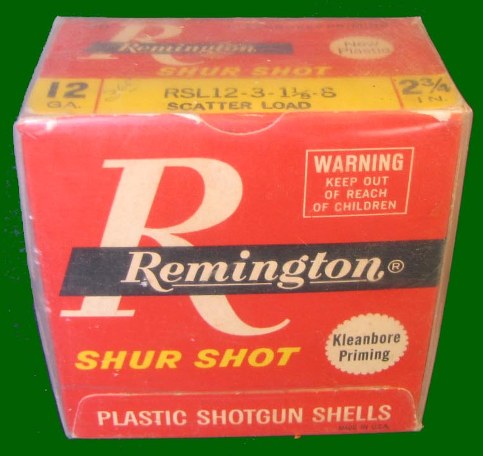 Remington
New
Plastic
SHUR SHOT
12
GA.
RSL12-3-1⅛-8
SCATTER LOAD
2¾
IN.
R
WARNING
KEEP OUT
OF REACH
OF CHILDREN
Remington®
SHUR SHOT
Kleanbore
Priming
PLASTIC SHOTGUN SHELLS
MADE IN U.S.A.